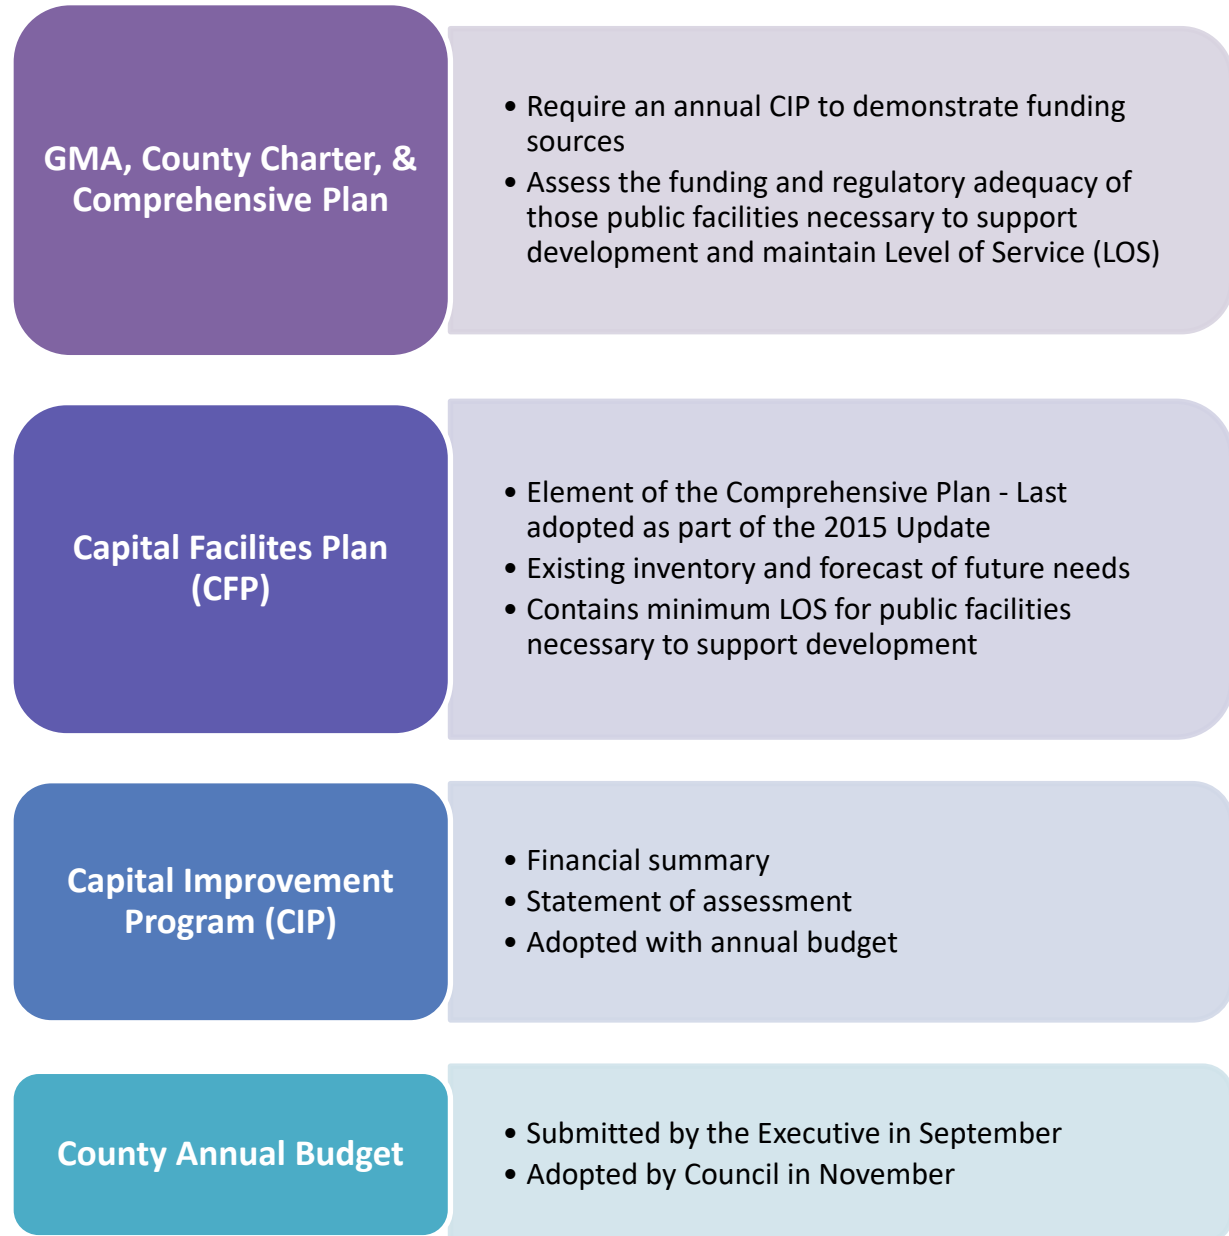 GMA, County Charter, &
Comprehensive Plan
• Require an annual CIP to demonstrate funding
sources
• Assess the funding and regulatory adequacy of
those public facilities necessary to support
development and maintain Level of Service (LOS)
Capital Facilites Plan
(CFP)
• Element of the Comprehensive Plan - Last
adopted as part of the 2015 Update
• Existing inventory and forecast of future needs
• Contains minimum LOS for public facilities
necessary to support development
Capital Improvement
Program (CIP)
• Financial summary
• Statement of assessment
• Adopted with annual budget
County Annual Budget
• Submitted by the Executive in September
• Adopted by Council in November